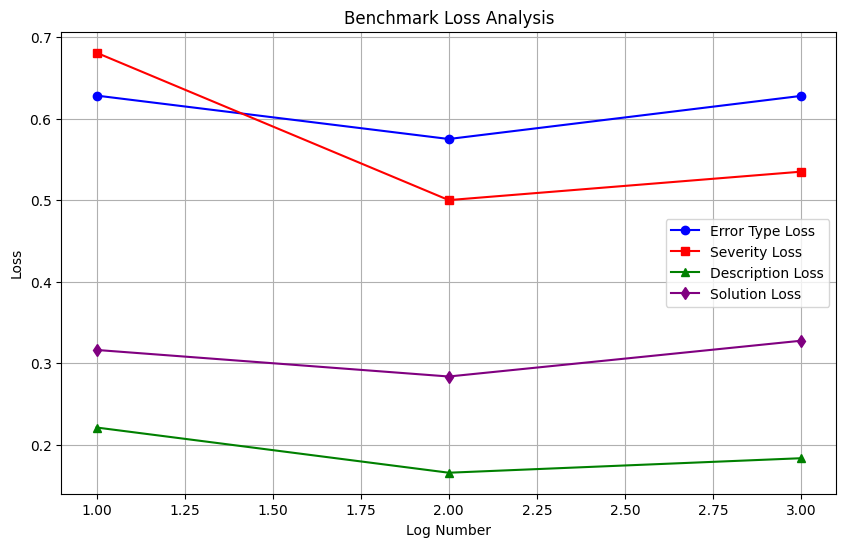 Benchmark Loss Analysis
0.7
0.6
0.5
0.4
0.3
0.2
Loss
Error Type Loss
Severity Loss
Description Loss
Solution Loss
1.00 1.25 1.50 1.75 2.00 2.25 2.50 2.75 3.00
Log Number